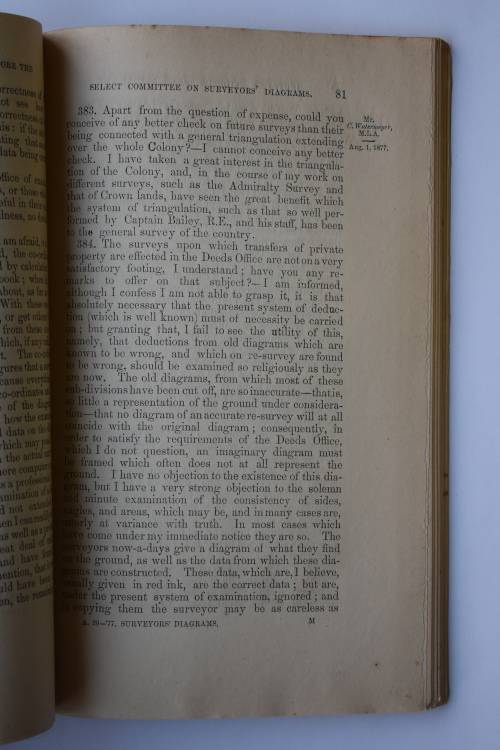 ORE THE
SELECT COMMITTEE ON SURVEYORS' DIAGRAMS. 81
383. Apart from the question of expense, could you
conceive of any better check on future surveys than their
being connected with a general triangulation extending
over the whole Colony?—I cannot conceive any better
check. I have taken a great interest in the triangula-
tion of the Colony, and, in the course of my work on
different surveys, such as the Admiralty Survey and
that of Crown lands, have seen the great benefit which
the system of triangulation, such as that so well per-
formed by Captain Bailey, R.E., and his staff, has been
to the general survey of the country.
Mr.
C. Watermeyer,
M.L.A.
Aug. 1, 1877.
384. The surveys upon which transfers of private
property are effected in the Deeds Office are not on a very
satisfactory footing, I understand; have you any re-
marks to offer on that subject?—I am informed,
although I confess I am not able to grasp it, it is that
absolutely necessary that the present system of deduc-
tion (which is well known) must of necessity be carried
on; but granting that, I fail to see the utility of this,
namely, that deductions from old diagrams which are
known to be wrong, and which on re-survey are found
to be wrong, should be examined so religiously as they
are now. The old diagrams, from which most of these
sub-divisions have been cut off, are so inaccurate—that is,
so little a representation of the ground under considera-
tion—that no diagram of an accurate re-survey will at all
coincide with the original diagram; consequently, in
order to satisfy the requirements of the Deeds Office,
which I do not question, an imaginary diagram must
be framed which often does not at all represent the
ground. I have no objection to the existence of this dia-
gram, but I have a very strong objection to the solemn
and minute examination of the consistency of sides,
angles, and areas, which may be, and in many cases are,
utterly at variance with truth. In most cases which
have come under my immediate notice they are so. The
surveyors now-a-days give a diagram of what they find
on the ground, as well as the data from which these dia-
grams are constructed. These data, which are, I believe,
usually given in red ink, are the correct data; but are,
under the present system of examination, ignored; and
in copying them the surveyor may be as careless as
A. 20—'77. SURVEYORS' DIAGRAMS. M